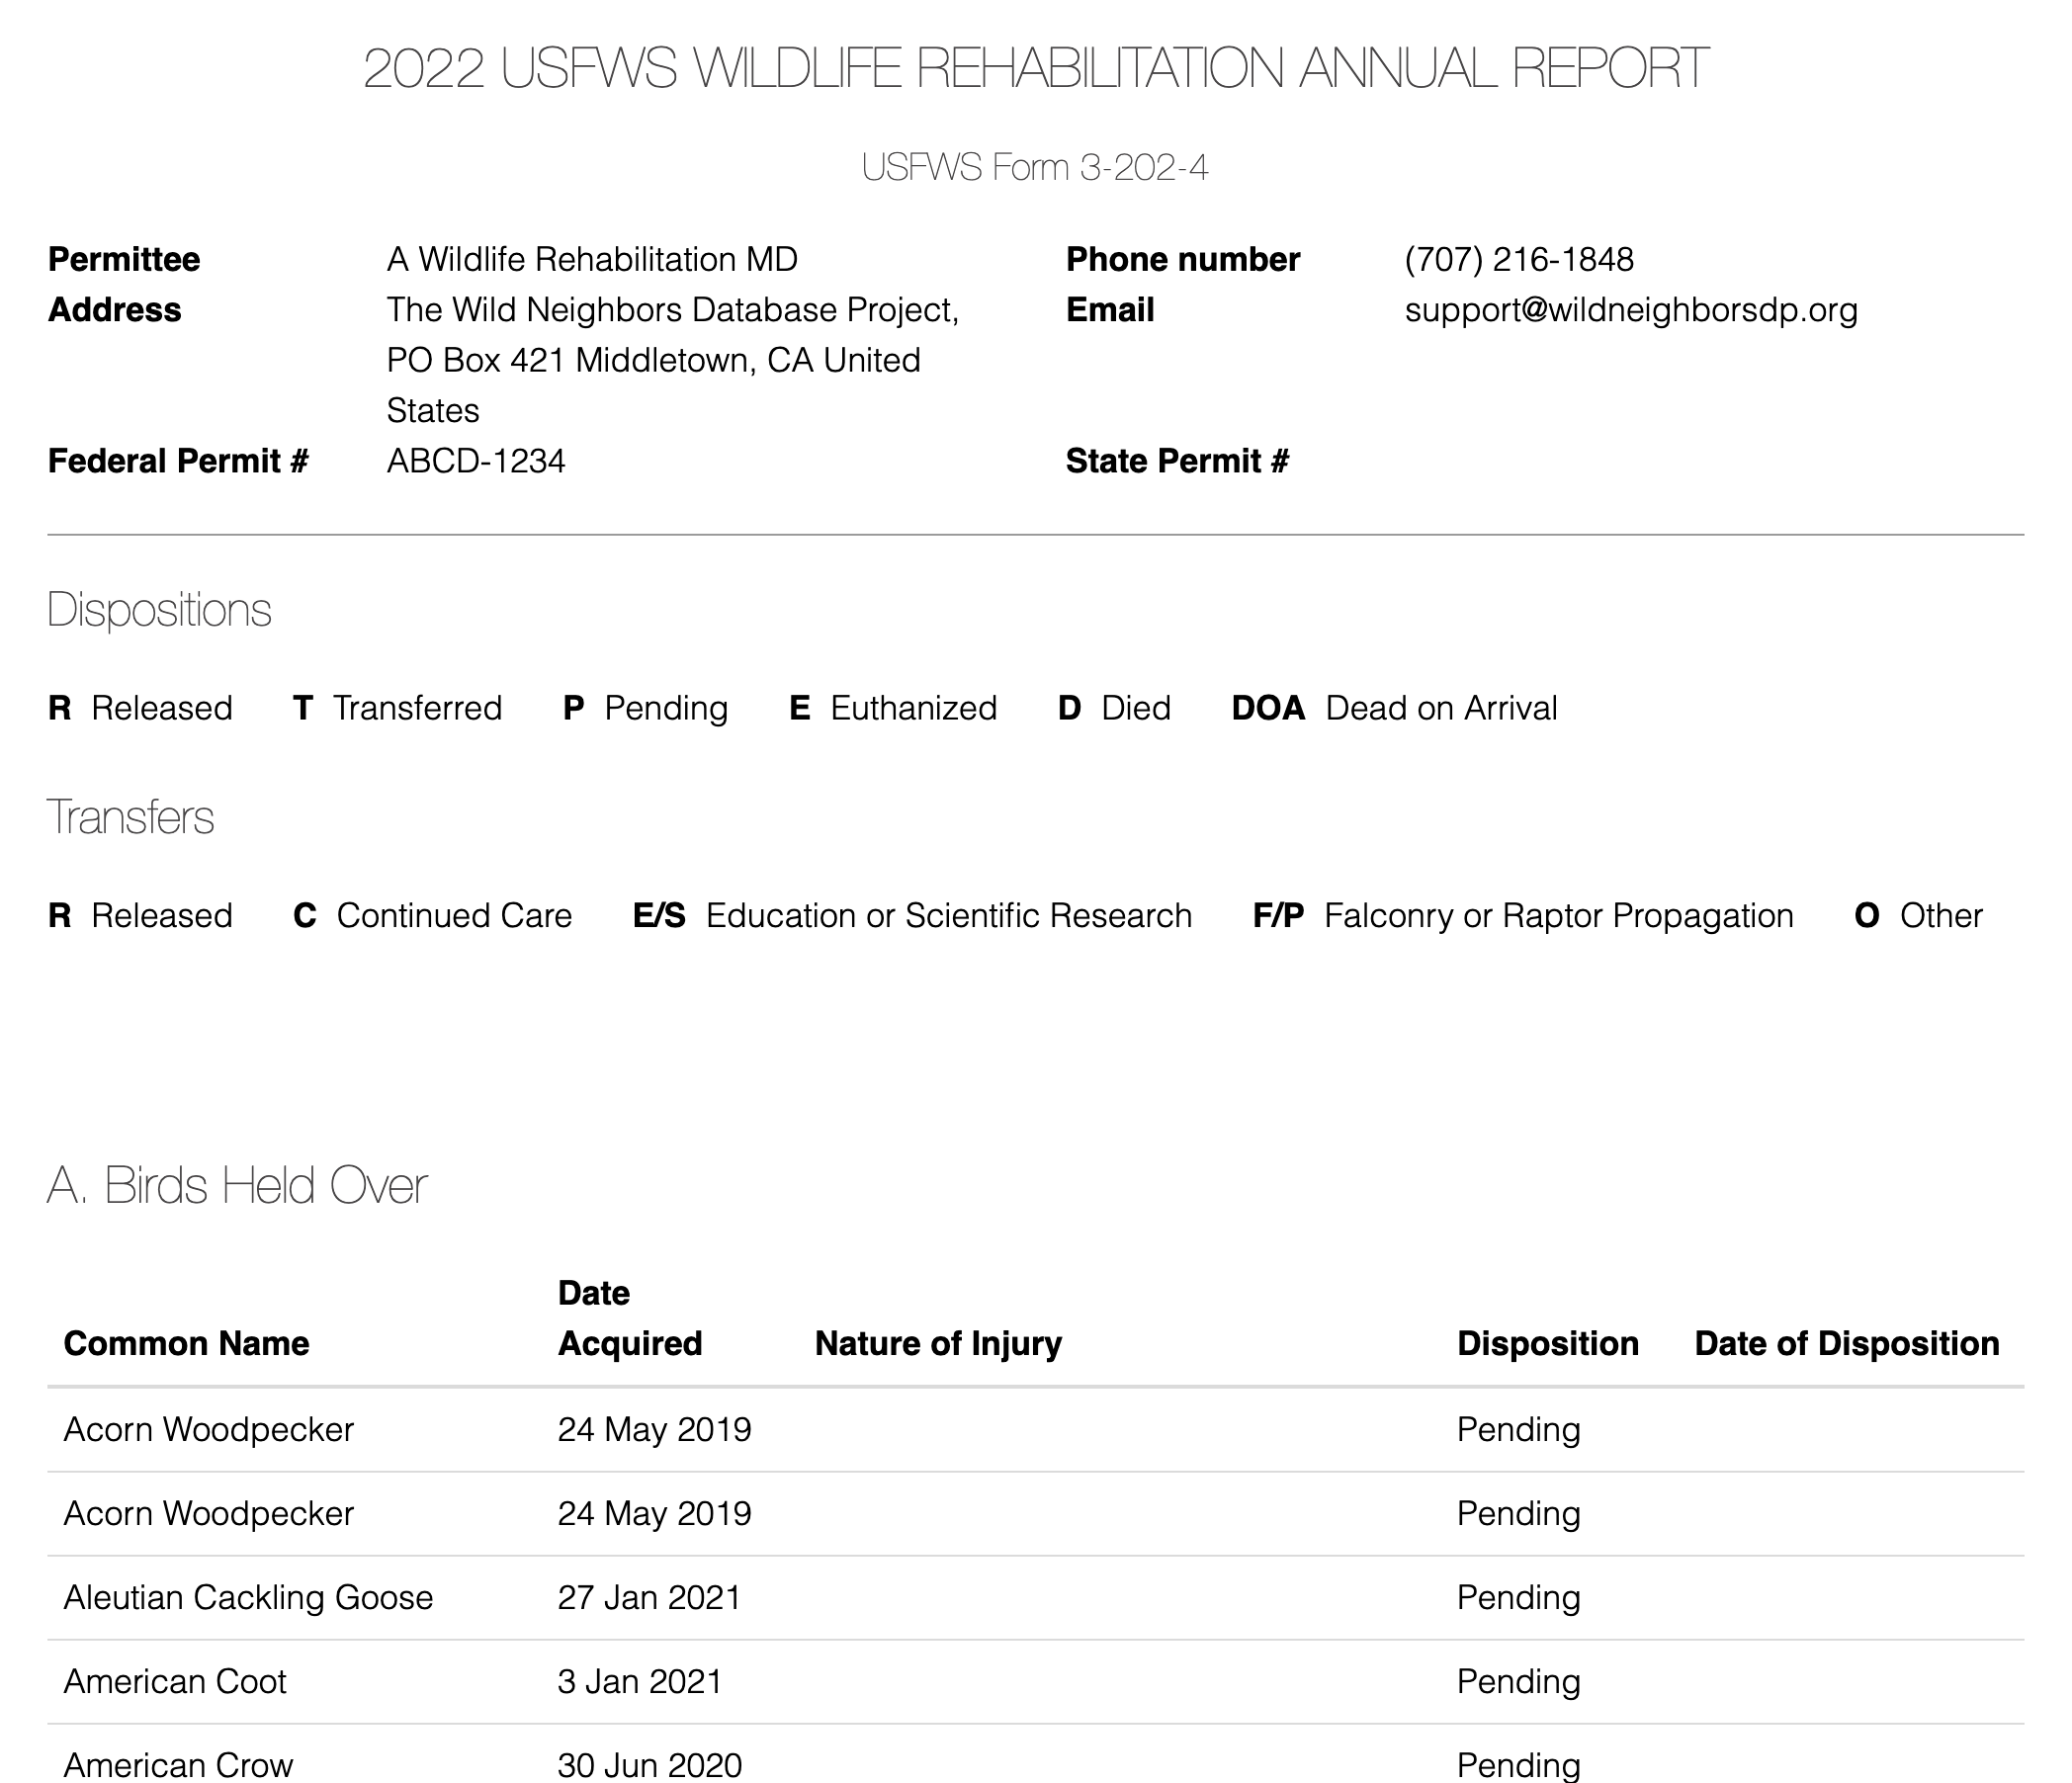 2022 USFWS WILDLIFE REHABILITATION ANNUAL REPORT
USFWS Form 3-202-4
Permittee A Wildlife Rehabilitation MD Phone number (707) 216-1848
Address The Wild Neighbors Database Project, Email support@wildneighborsdp.org
PO Box 421 Middletown, CA United
States
Federal Permit # ABCD-1234 State Permit #
Dispositions
R Released T Transferred P Pending E Euthanized D Died DOA Dead on Arrival
Transfers
R Released C Continued Care E/S Education or Scientific Research F/P Falconry or Raptor Propagation O Other
A. Birds Held Over
Date
Common Name Acquired Nature of Injury Disposition Date of Disposition
Acorn Woodpecker 24 May 2019 Pending
Acorn Woodpecker 24 May 2019 Pending
Aleutian Cackling Goose 27 Jan 2021 Pending
American Coot 3 Jan 2021 Pending
American Crow 30 Jun 2020 Pending